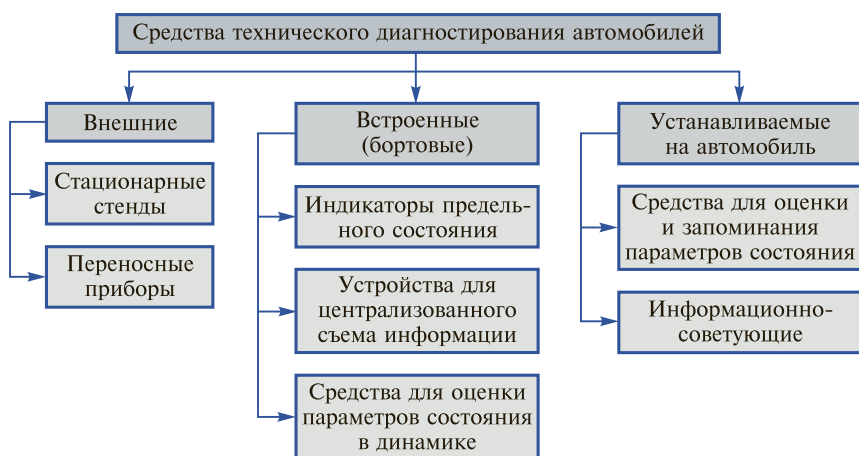 Средства технического диагностирования автомобилей
Внешние
Стационарные
стенды
Переносные
приборы
Встроенные
(бортовые)
Индикаторы предель-
ного состояния
Устройства для
централизованного
съема информации
Средства для оценки
параметров состояния
в динамике
Устанавливаемые
на автомобиль
Средства для оценки
и запоминания
параметров состояния
Информационно-
советующие